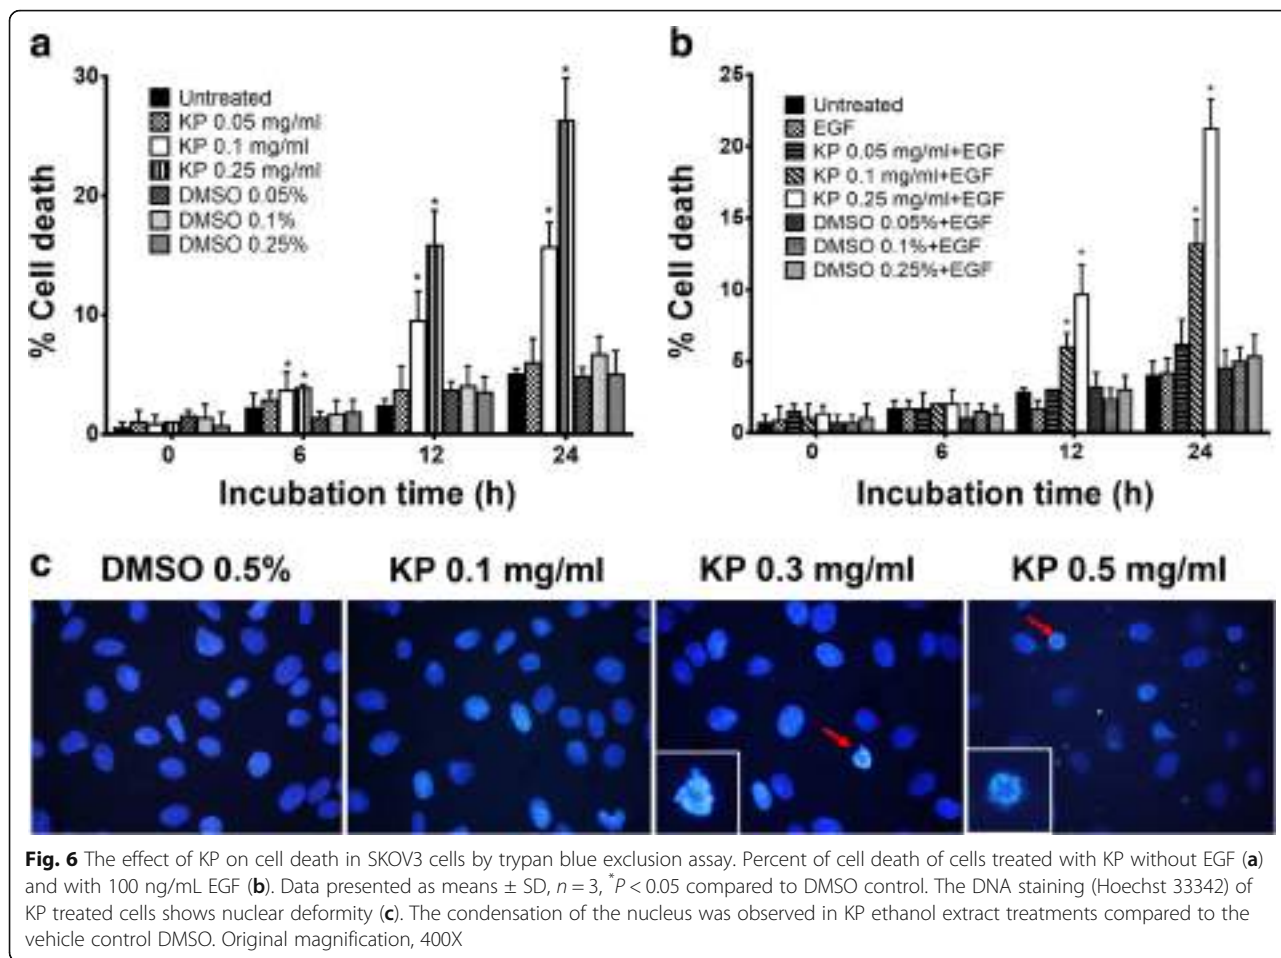 a
30
20
10
0
% Cell death
Untreated
KP 0.05 mg/ml
KP 0.1 mg/ml
KP 0.25 mg/ml
DMSO 0.05%
DMSO 0.1%
DMSO 0.25%
* * * * * *
0 6 12 24
Incubation time (h)
b
25
20
15
10
5
0
% Cell death
Untreated
EGF
KP 0.05 mg/ml+EGF
KP 0.1 mg/ml+EGF
KP 0.25 mg/ml+EGF
DMSO 0.05%+EGF
DMSO 0.1%+EGF
DMSO 0.25%+EGF
* * * *
0 6 12 24
Incubation time (h)
c DMSO 0.5% KP 0.1 mg/ml KP 0.3 mg/ml KP 0.5 mg/ml
Fig. 6 The effect of KP on cell death in SKOV3 cells by trypan blue exclusion assay. Percent of cell death of cells treated with KP without EGF (a)
and with 100 ng/mL EGF (b). Data presented as means ± SD, n = 3, *P < 0.05 compared to DMSO control. The DNA staining (Hoechst 33342) of
KP treated cells shows nuclear deformity (c). The condensation of the nucleus was observed in KP ethanol extract treatments compared to the
vehicle control DMSO. Original magnification, 400X